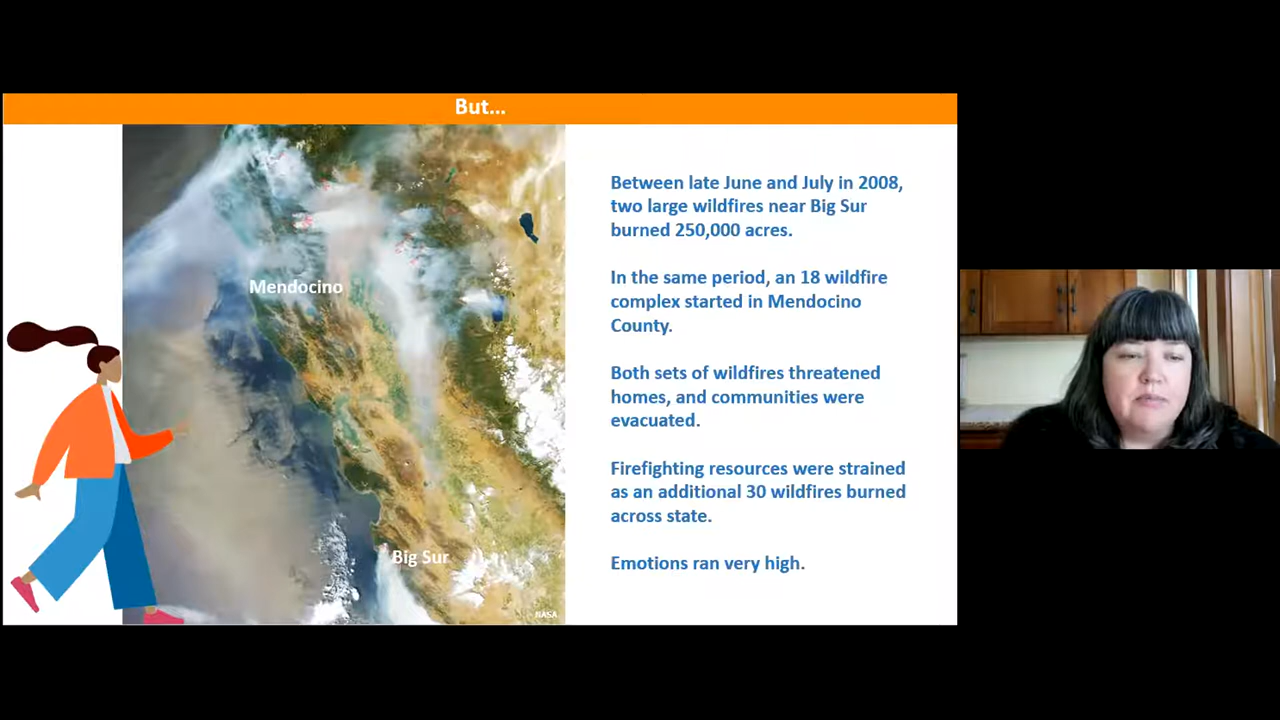 But...
Mendocino
Big Sur
NASA
Between late June and July in 2008,
two large wildfires near Big Sur
burned 250,000 acres.
In the same period, an 18 wildfire
complex started in Mendocino
County.
Both sets of wildfires threatened
homes, and communities were
evacuated.
Firefighting resources were strained
as an additional 30 wildfires burned
across state.
Emotions ran very high.